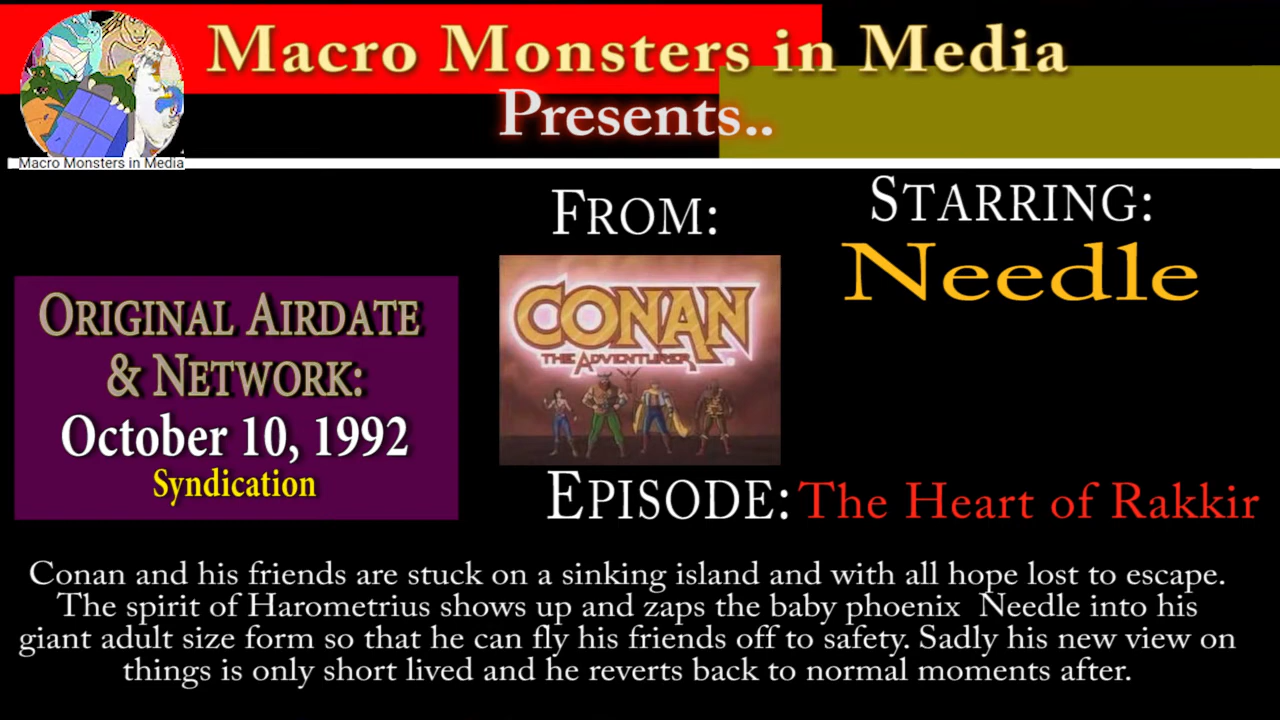 Macro Monsters in Media
Presents..
Macro Monsters in Media
FROM:
STARRING:
Needle
CONAN
THE ADVENTURER
ORIGINAL AIRDATE
& NETWORK:
October 10, 1992
Syndication
EPISODE: The Heart of Rakkir
Conan and his friends are stuck on a sinking island and with all hope lost to escape.
The spirit of Harometrius shows up and zaps the baby phoenix Needle into his
giant adult size form so that he can fly his friends off to safety. Sadly his new view on
things is only short lived and he reverts back to normal moments after.